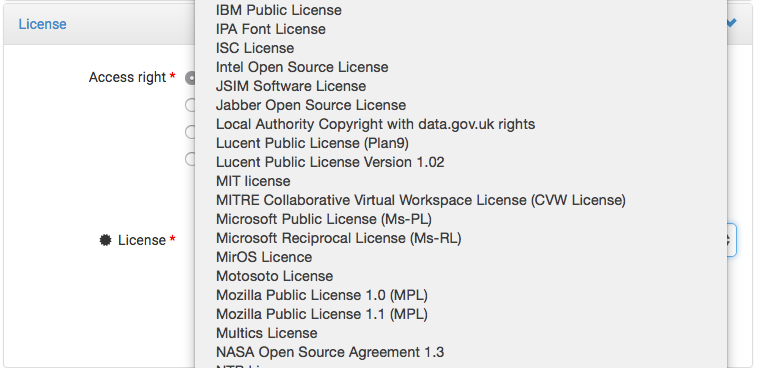 License
Access right *
License *
IBM Public License
IPA Font License
ISC License
Intel Open Source License
JSIM Software License
Jabber Open Source License
Local Authority Copyright with data.gov.uk rights
Lucent Public License (Plan9)
Lucent Public License Version 1.02
MIT license
MITRE Collaborative Virtual Workspace License (CVW License)
Microsoft Public License (Ms-PL)
Microsoft Reciprocal License (Ms-RL)
MirOS Licence
Motosoto License
Mozilla Public License 1.0 (MPL)
Mozilla Public License 1.1 (MPL)
Multics License
NASA Open Source Agreement 1.3